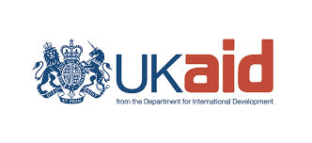 UKaid
from the Department for International Development